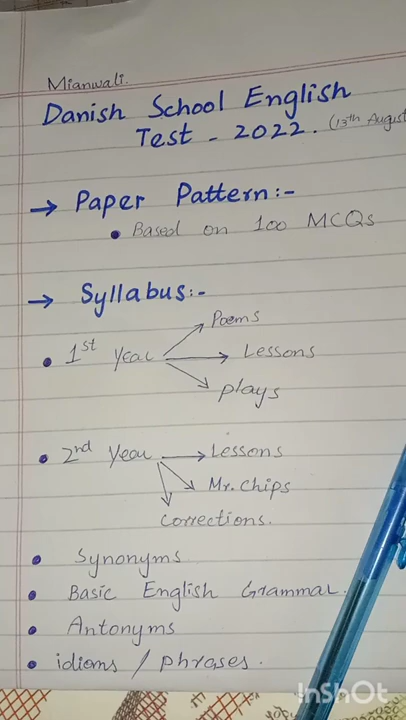 Mianwali.
Danish School English
Test - 2022. (13th August
→ Paper Pattern:-
• Based on 100 MCQs
→ Syllabus:-
Poems
• 1st Year → Lessons
Plays
• 2nd Year → Lessons
Mr. Chips
Corrections.
• Synonyms
• Basic English Grammar.
• Antonyms
• idioms / Phrases.
InShOt